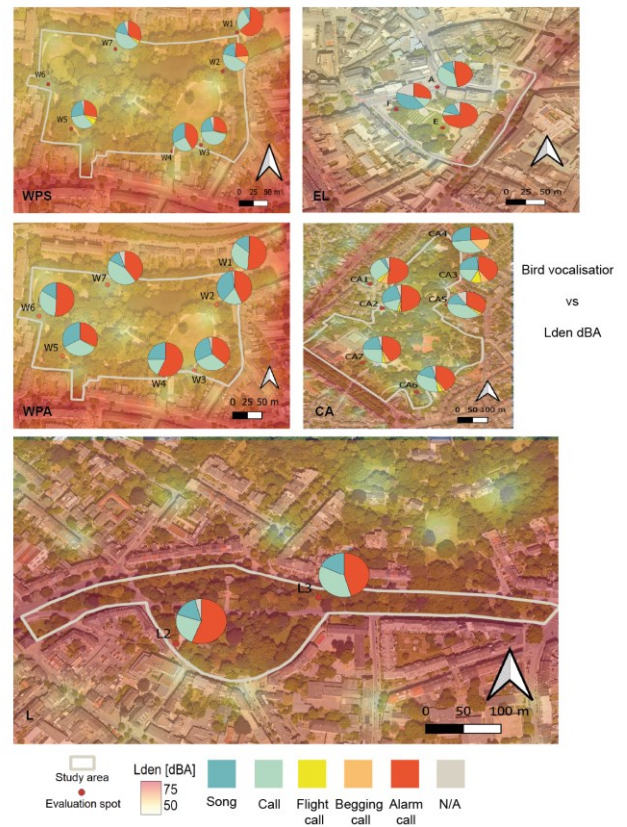 W1
W7
W2
W6
W5
W4
W3
0 25 50 m
WPS
A
F
E
0 25 50 m
EL
W1
W7
W2
W6
W5
W4
W3
0 25 50 m
WPA
CA4
CA1
CA3
CA2
CA5
CA7
CA6
0 50 100 m
CA
Bird vocalisatior
vs
Lden dBA
L3
L2
0 50 100 m
L
Study area
Evaluation spot
Lden [dBA]
75
50
Song
Call
Flight
call
Begging
call
Alarm
call
N/A